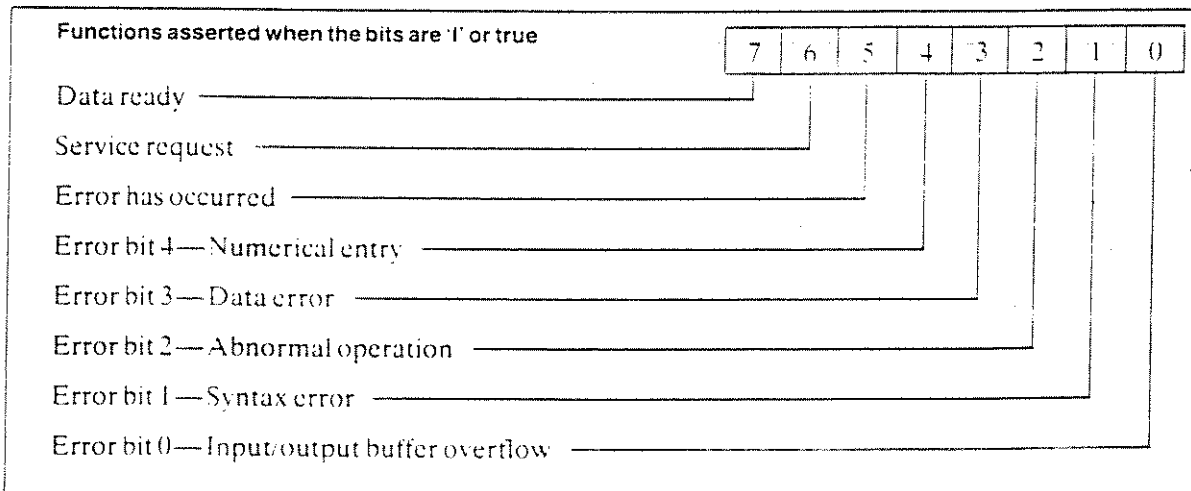 Functions asserted when the bits are 'I' or true
7 6 5 4 3 2 1 0
Data ready
Service request
Error has occurred
Error bit 4—Numerical entry
Error bit 3—Data error
Error bit 2—Abnormal operation
Error bit 1—Syntax error
Error bit 0—Input/output buffer overflow